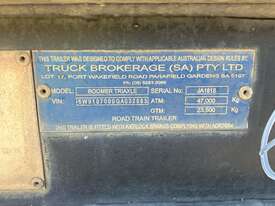 THIS TRAILER WAS DESIGNED TO COMPLY WITH APPLICABLE AUSTRALIAN DESIGN RULES BY:
TRUCK BROKERAGE (SA) PTY LTD
LOT 17, PORT WAKEFIELD ROAD PARAFIELD GARDENS SA 5107
MODEL: BOOMER TRIAXLE SERIAL No: JA1818
VIN: ATM: 47,000 Kg
GTM: 23,500 Kg
ROAD TRAIN TRAILER